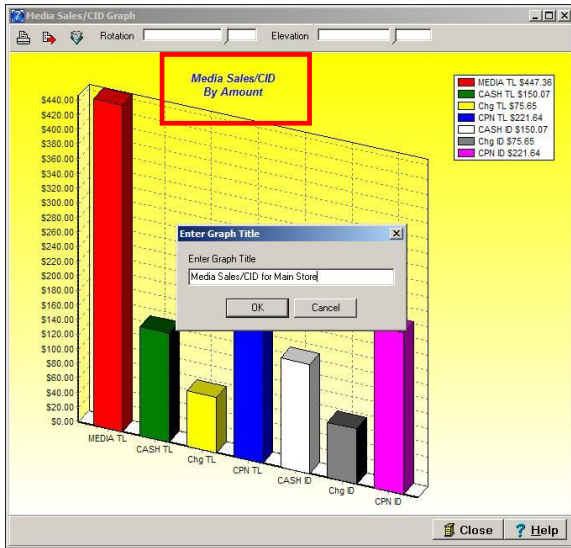 Media Sales/CID Graph
Rotation
Elevation
Media Sales/CID
By Amount
MEDIA TL $447.36
CASH TL $150.07
Chg TL $75.65
CPN TL $221.64
CASH ID $150.07
Chg ID $75.65
CPN ID $221.64
$440.00
$420.00
$400.00
$380.00
$360.00
$340.00
$320.00
$300.00
$280.00
$260.00
$240.00
$220.00
$200.00
$180.00
$160.00
$140.00
$120.00
$100.00
$80.00
$60.00
$40.00
$20.00
$0.00
Enter Graph Title
Enter Graph Title
Media Sales/CID for Main Store
OK
Cancel
MEDIA TL
CASH TL
Chg TL
CPN TL
CASH ID
Chg ID
CPN ID
Close
? Help